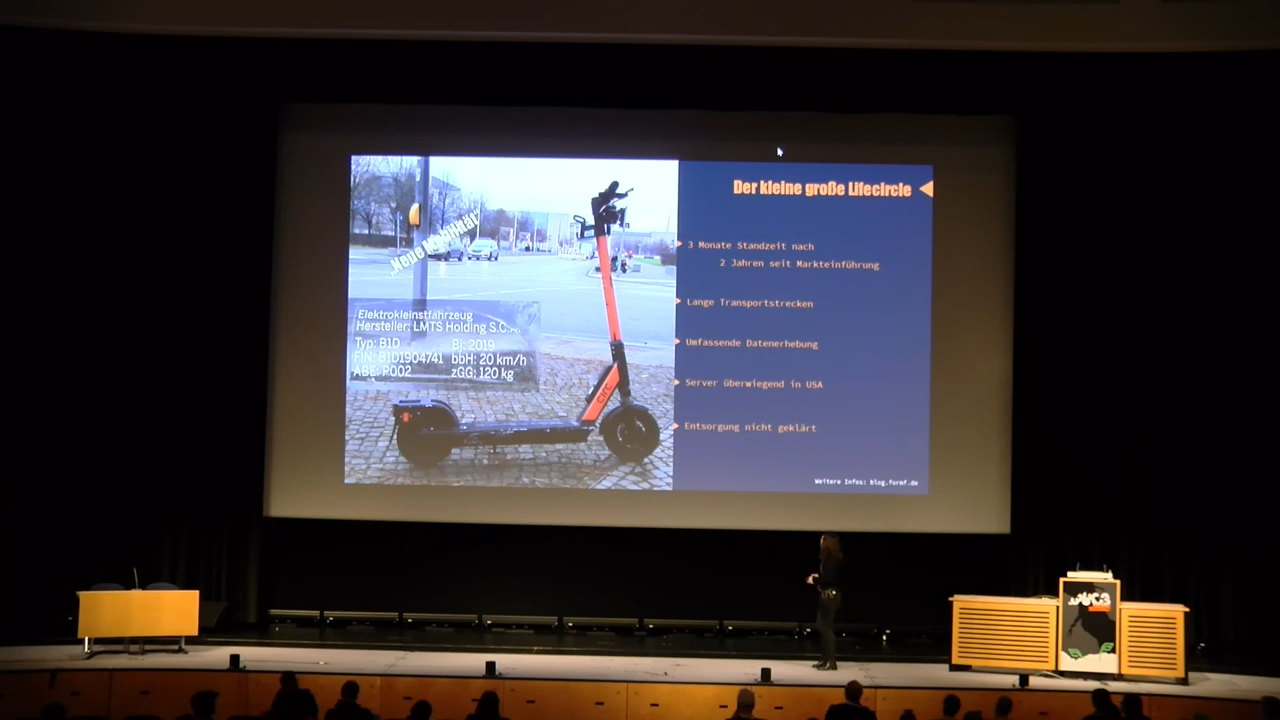 Der kleine große Lifecircle
„Neue Mobilität“
Elektrokleinstfahrzeug
Hersteller: LMTS Holding S.C.A.
Typ: B1D Bj: 2019
FIN: B1D1904741 bbH: 20 km/h
ABE: P002 zGG: 120 kg
circ
3 Monate Standzeit nach
2 Jahren seit Markteinführung
Lange Transportstrecken
Umfassende Datenerhebung
Server überwiegend in USA
Entsorgung nicht geklärt
Weitere Infos: blog.formf.de